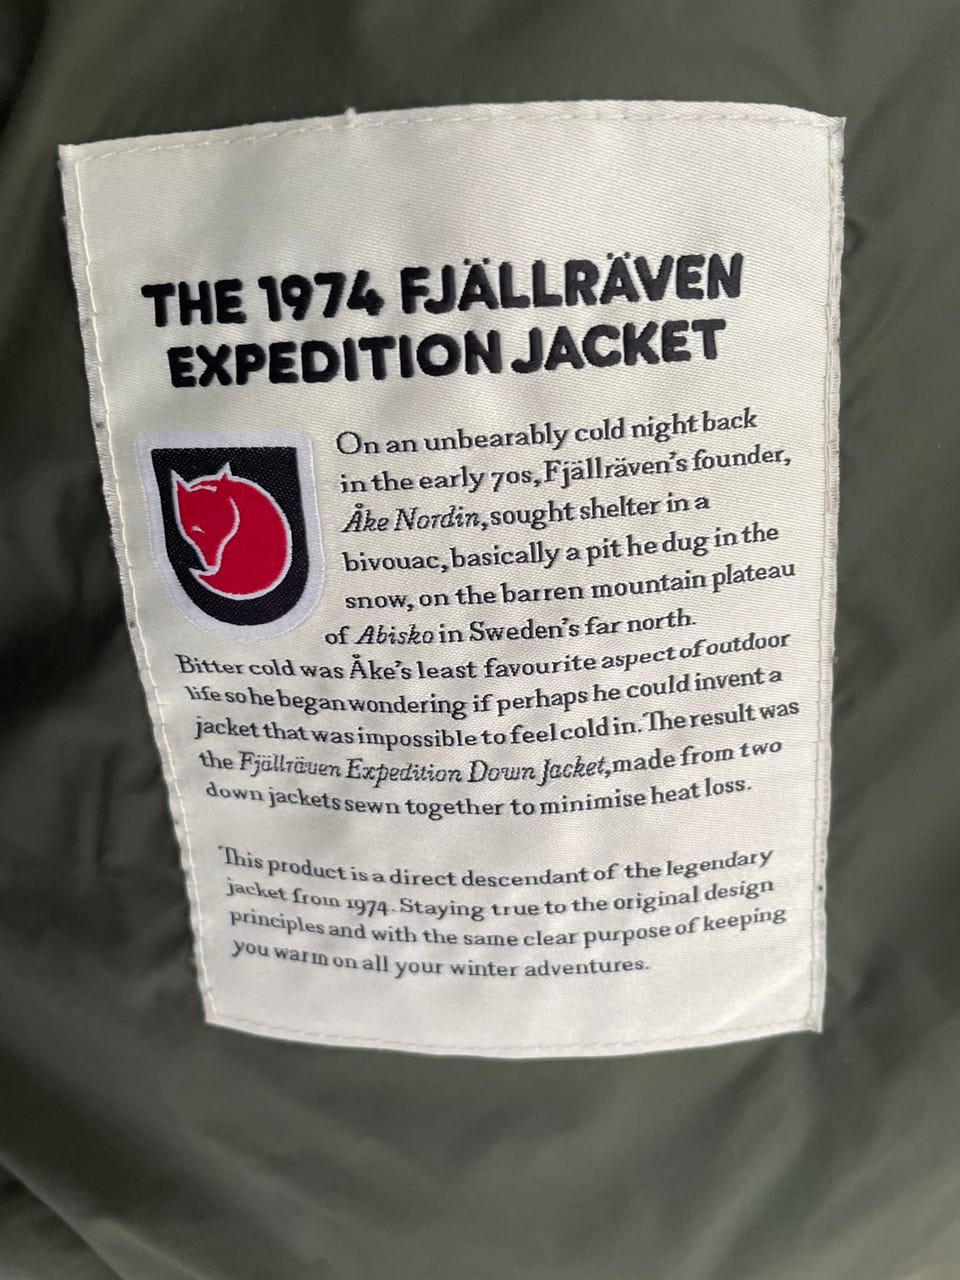 THE 1974 FJÄLLRÄVEN
EXPEDITION JACKET
On an unbearably cold night back
in the early 70s, Fjällräven's founder,
Åke Nordin, sought shelter in a
bivouac, basically a pit he dug in the
snow, on the barren mountain plateau
of Abisko in Sweden's far north.
Bitter cold was Åke's least favourite aspect of outdoor
life so he began wondering if perhaps he could invent a
jacket that was impossible to feel cold in. The result was
the Fjällräven Expedition Down Jacket, made from two
down jackets sewn together to minimise heat loss.
This product is a direct descendant of the legendary
jacket from 1974. Staying true to the original design
principles and with the same clear purpose of keeping
you warm on all your winter adventures.